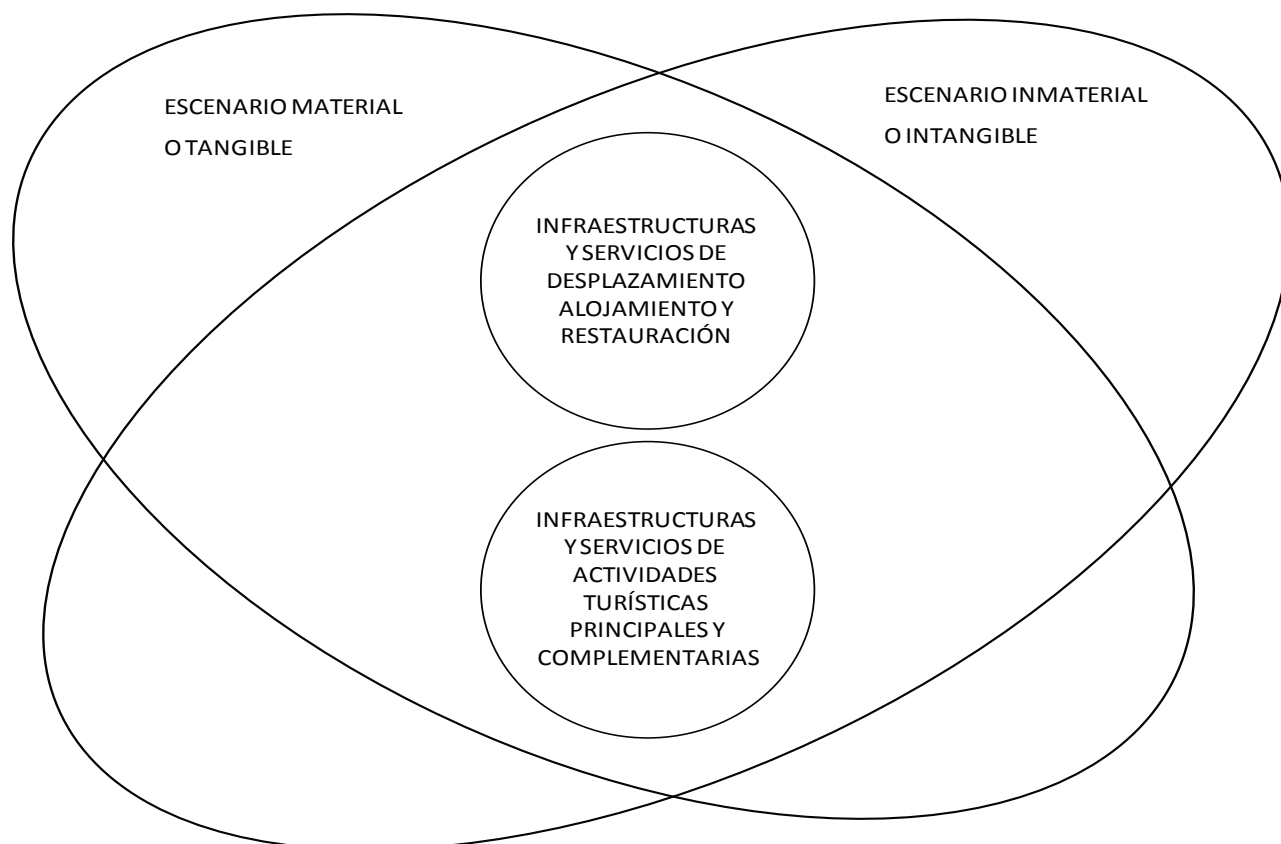 ESCENARIO MATERIAL
O TANGIBLE
ESCENARIO INMATERIAL
O INTANGIBLE
INFRAESTRUCTURAS
Y SERVICIOS DE
DESPLAZAMIENTO
ALOJAMIENTO Y
RESTAURACIÓN
INFRAESTRUCTURAS
Y SERVICIOS DE
ACTIVIDADES
TURÍSTICAS
PRINCIPALES Y
COMPLEMENTARIAS